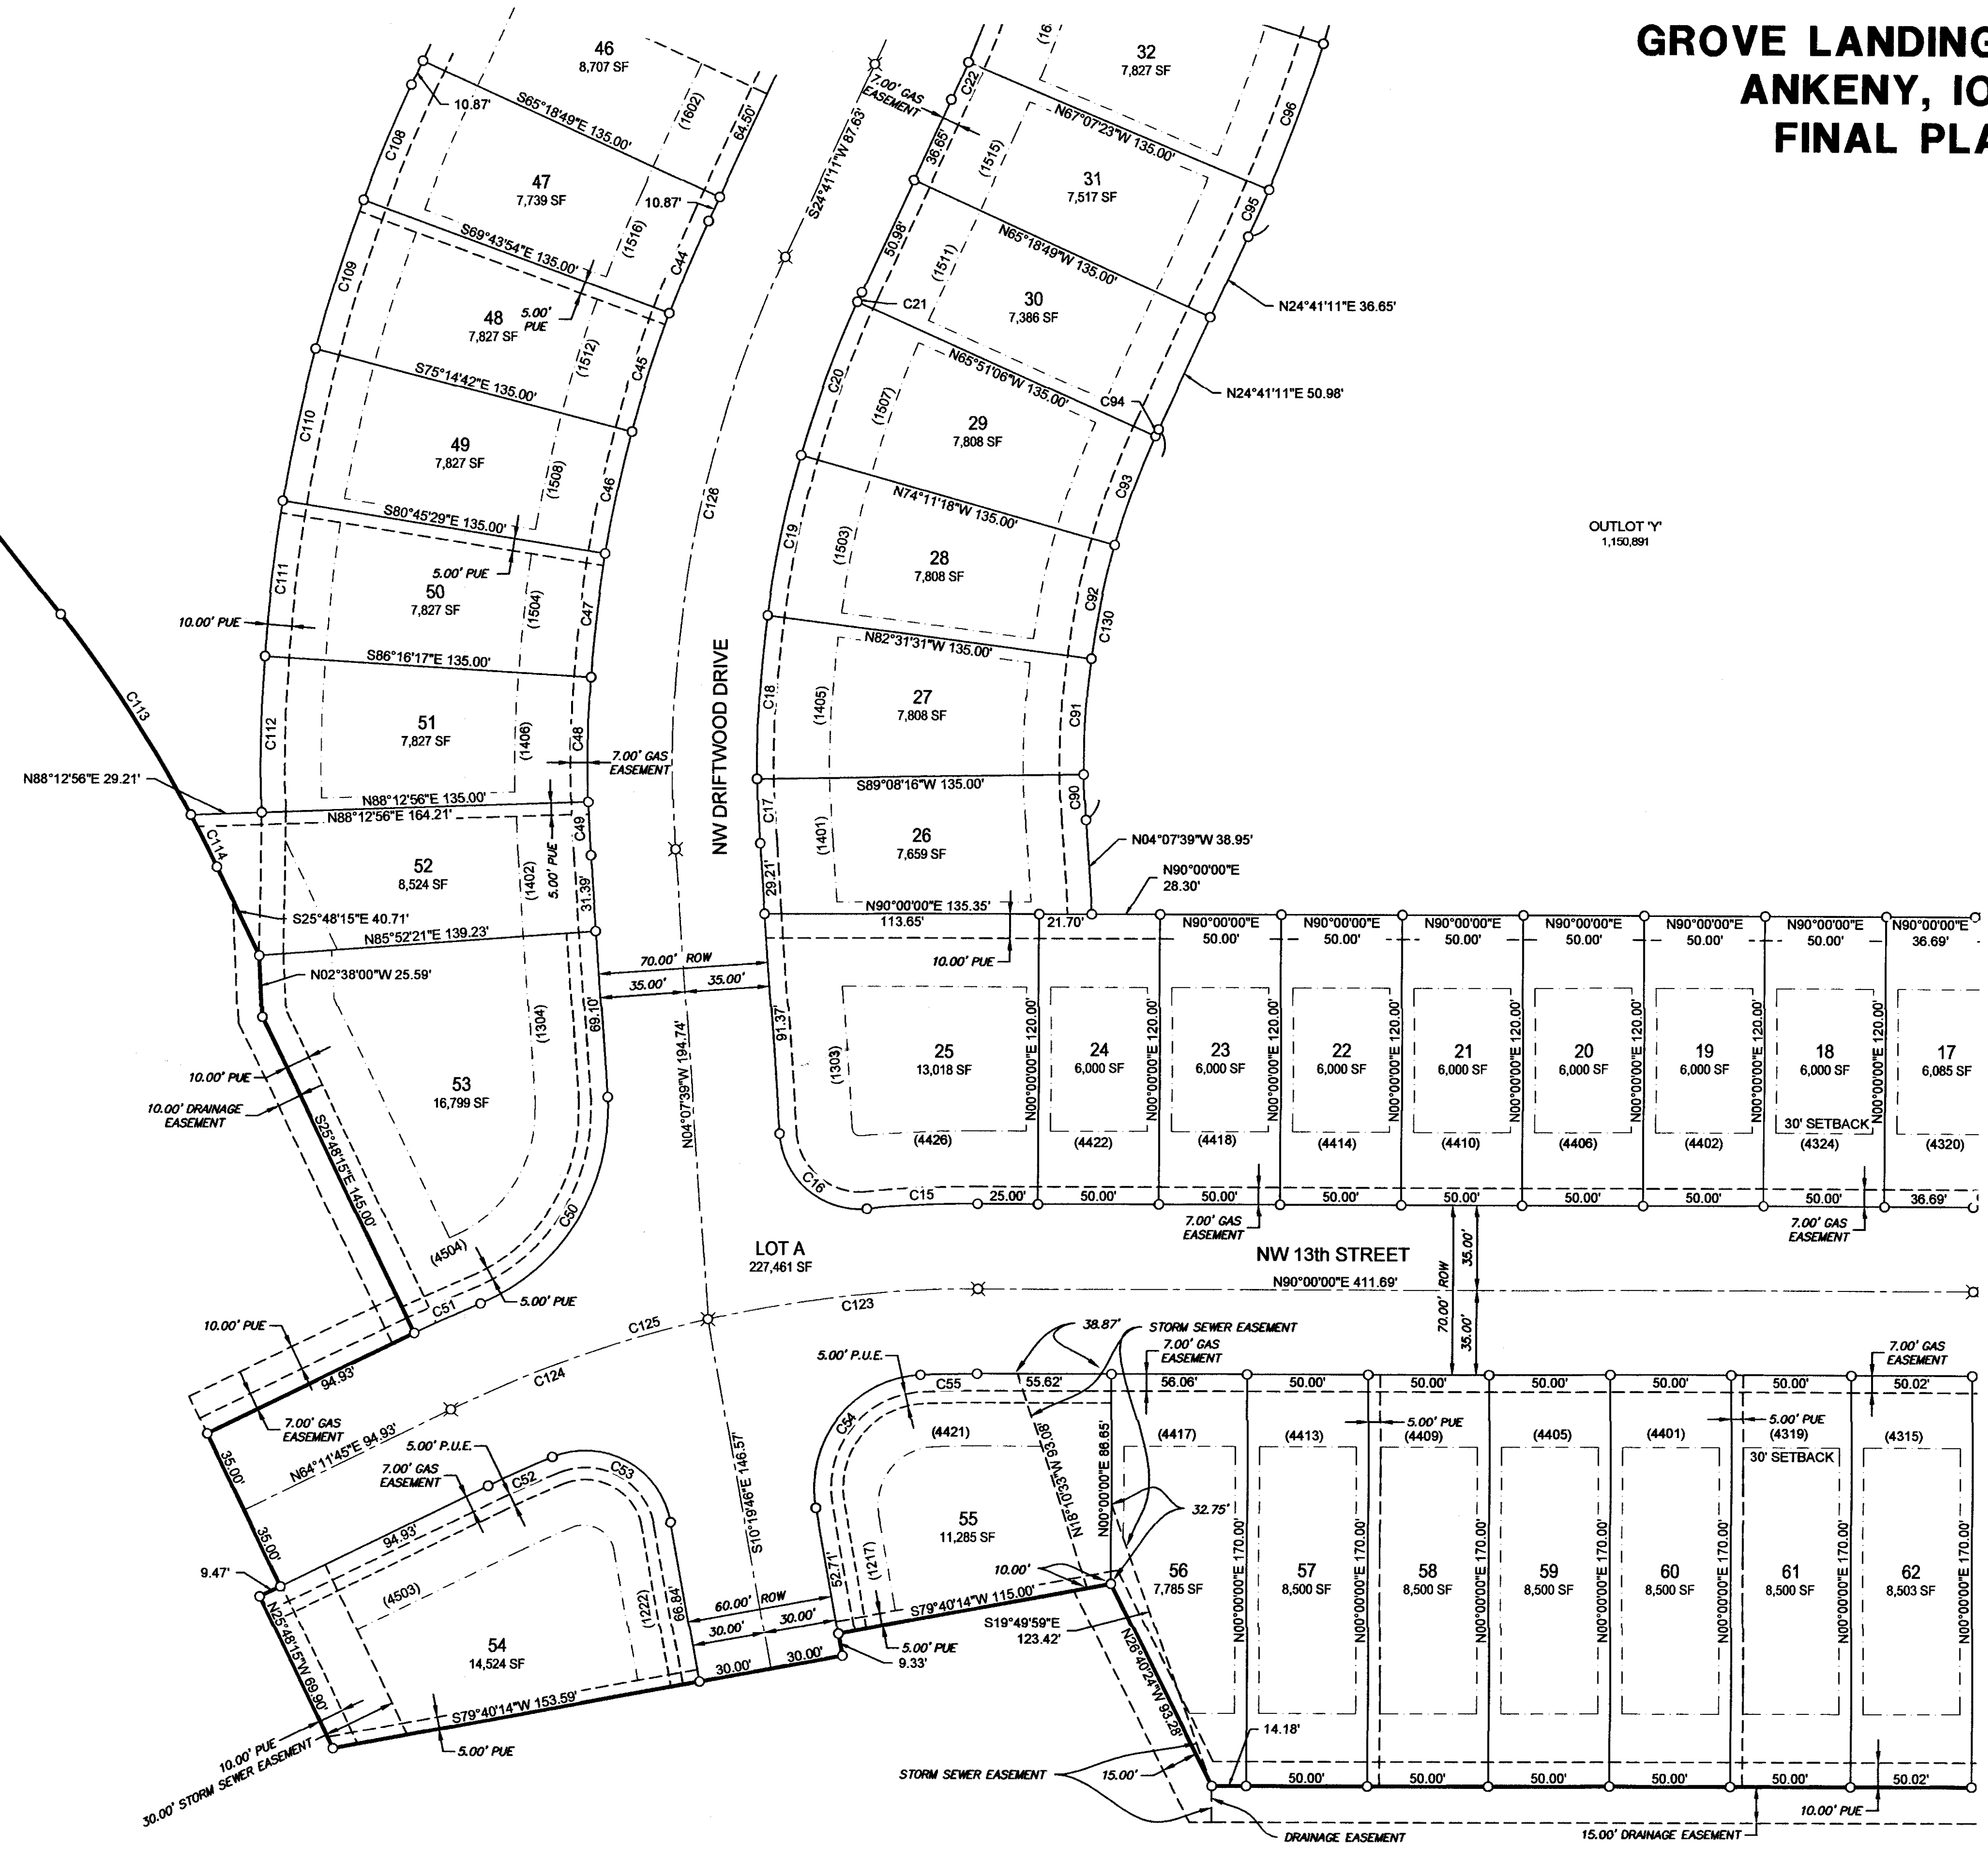 GROVE LANDING
ANKENY, IO
FINAL PLA
46
8,707 SF
(1602)
64.50'
10.87'
S65°18'49"E 135.00'
C108
47
7,739 SF
10.87'
(1516)
S69°43'54"E 135.00'
C44
C109
48
7,827 SF
5.00'
PUE
(1512)
C45
S75°14'42"E 135.00'
C110
49
7,827 SF
(1508)
C46
S80°45'29"E 135.00'
5.00' PUE
C111
50
7,827 SF
(1504)
C47
10.00' PUE
S86°16'17"E 135.00'
C112
51
7,827 SF
(1406)
C48
7.00' GAS
EASEMENT
C113
N88°12'56"E 29.21'
N88°12'56"E 135.00'
N88°12'56"E 164.21'
C114
C49
52
8,524 SF
(1402)
5.00' PUE
31.39'
S25°48'15"E 40.71'
N85°52'21"E 139.23'
N02°38'00"W 25.59'
(1304)
69.10'
53
16,799 SF
10.00' PUE
10.00' DRAINAGE
EASEMENT
S25°48'15"E 145.00'
C50
(4504)
C51
5.00' PUE
10.00' PUE
94.93'
7.00' GAS
EASEMENT
35.00'
35.00'
N64°11'45"E 94.93'
C124
C125
C123
5.00' P.U.E.
7.00' GAS
EASEMENT
C52
C53
94.93'
9.47'
(4503)
(1222)
66.84'
N25°48'15"W 69.90'
54
14,524 SF
S79°40'14"W 153.59'
5.00' PUE
10.00' PUE
30.00' STORM SEWER EASEMENT
7.00' GAS
EASEMENT
S24°41'11"W 87.63'
C126
NW DRIFTWOOD DRIVE
70.00' ROW
35.00'
35.00'
N04°07'39"W 194.74'
LOT A
227,461 SF
S10°19'46"E 146.57'
60.00' ROW
30.00'
30.00'
30.00'
30.00'
9.33'
(16
32
7,827 SF
C22
C96
N67°07'23"W 135.00'
36.65'
(1515)
31
7,517 SF
C95
N65°18'49"W 135.00'
N24°41'11"E 36.65'
50.98'
(1511)
30
7,386 SF
C21
N65°51'06"W 135.00'
C94
N24°41'11"E 50.98'
C20
(1507)
29
7,808 SF
C93
N74°11'18"W 135.00'
C19
(1503)
28
7,808 SF
C92
C130
N82°31'31"W 135.00'
C18
(1405)
27
7,808 SF
C91
S89°08'16"W 135.00'
C17
C90
(1401)
26
7,659 SF
29.21'
N04°07'39"W 38.95'
N90°00'00"E
28.30'
N90°00'00"E 135.35'
113.65'
21.70'
10.00' PUE
OUTLOT 'Y'
1,150,891
N90°00'00"E
50.00'
N90°00'00"E
50.00'
N90°00'00"E
50.00'
N90°00'00"E
50.00'
N90°00'00"E
50.00'
N90°00'00"E
50.00'
N90°00'00"E
36.69'
91.37'
(1303)
25
13,018 SF
(4426)
N00°00'00"E 120.00'
24
6,000 SF
(4422)
N00°00'00"E 120.00'
23
6,000 SF
(4418)
N00°00'00"E 120.00'
22
6,000 SF
(4414)
N00°00'00"E 120.00'
21
6,000 SF
(4410)
N00°00'00"E 120.00'
20
6,000 SF
(4406)
N00°00'00"E 120.00'
19
6,000 SF
(4402)
N00°00'00"E 120.00'
18
6,000 SF
30' SETBACK
(4324)
N00°00'00"E 120.00'
17
6,085 SF
(4320)
C16
C15
25.00'
50.00'
50.00'
50.00'
50.00'
50.00'
50.00'
50.00'
36.69'
7.00' GAS
EASEMENT
7.00' GAS
EASEMENT
NW 13th STREET
N90°00'00"E 411.69'
70.00' ROW
35.00'
35.00'
38.87'
STORM SEWER EASEMENT
7.00' GAS
EASEMENT
7.00' GAS
EASEMENT
5.00' P.U.E.
C55
55.62'
56.06'
50.00'
50.00'
50.00'
50.00'
50.00'
50.02'
C54
(4421)
N18°10'33"W 93.08'
N00°00'00"E 86.65'
55
11,285 SF
(1217)
52.71'
10.00'
32.75'
S79°40'14"W 115.00'
5.00' PUE
S19°49'59"E
123.42'
N26°40'24"W 93.28'
(4417)
56
7,785 SF
N00°00'00"E 170.00'
(4413)
57
8,500 SF
N00°00'00"E 170.00'
5.00' PUE
(4409)
58
8,500 SF
N00°00'00"E 170.00'
(4405)
59
8,500 SF
N00°00'00"E 170.00'
(4401)
60
8,500 SF
N00°00'00"E 170.00'
5.00' PUE
(4319)
30' SETBACK
61
8,500 SF
N00°00'00"E 170.00'
(4315)
62
8,503 SF
14.18'
50.00'
50.00'
50.00'
50.00'
50.00'
50.02'
STORM SEWER EASEMENT
15.00'
10.00' PUE
DRAINAGE EASEMENT
15.00' DRAINAGE EASEMENT